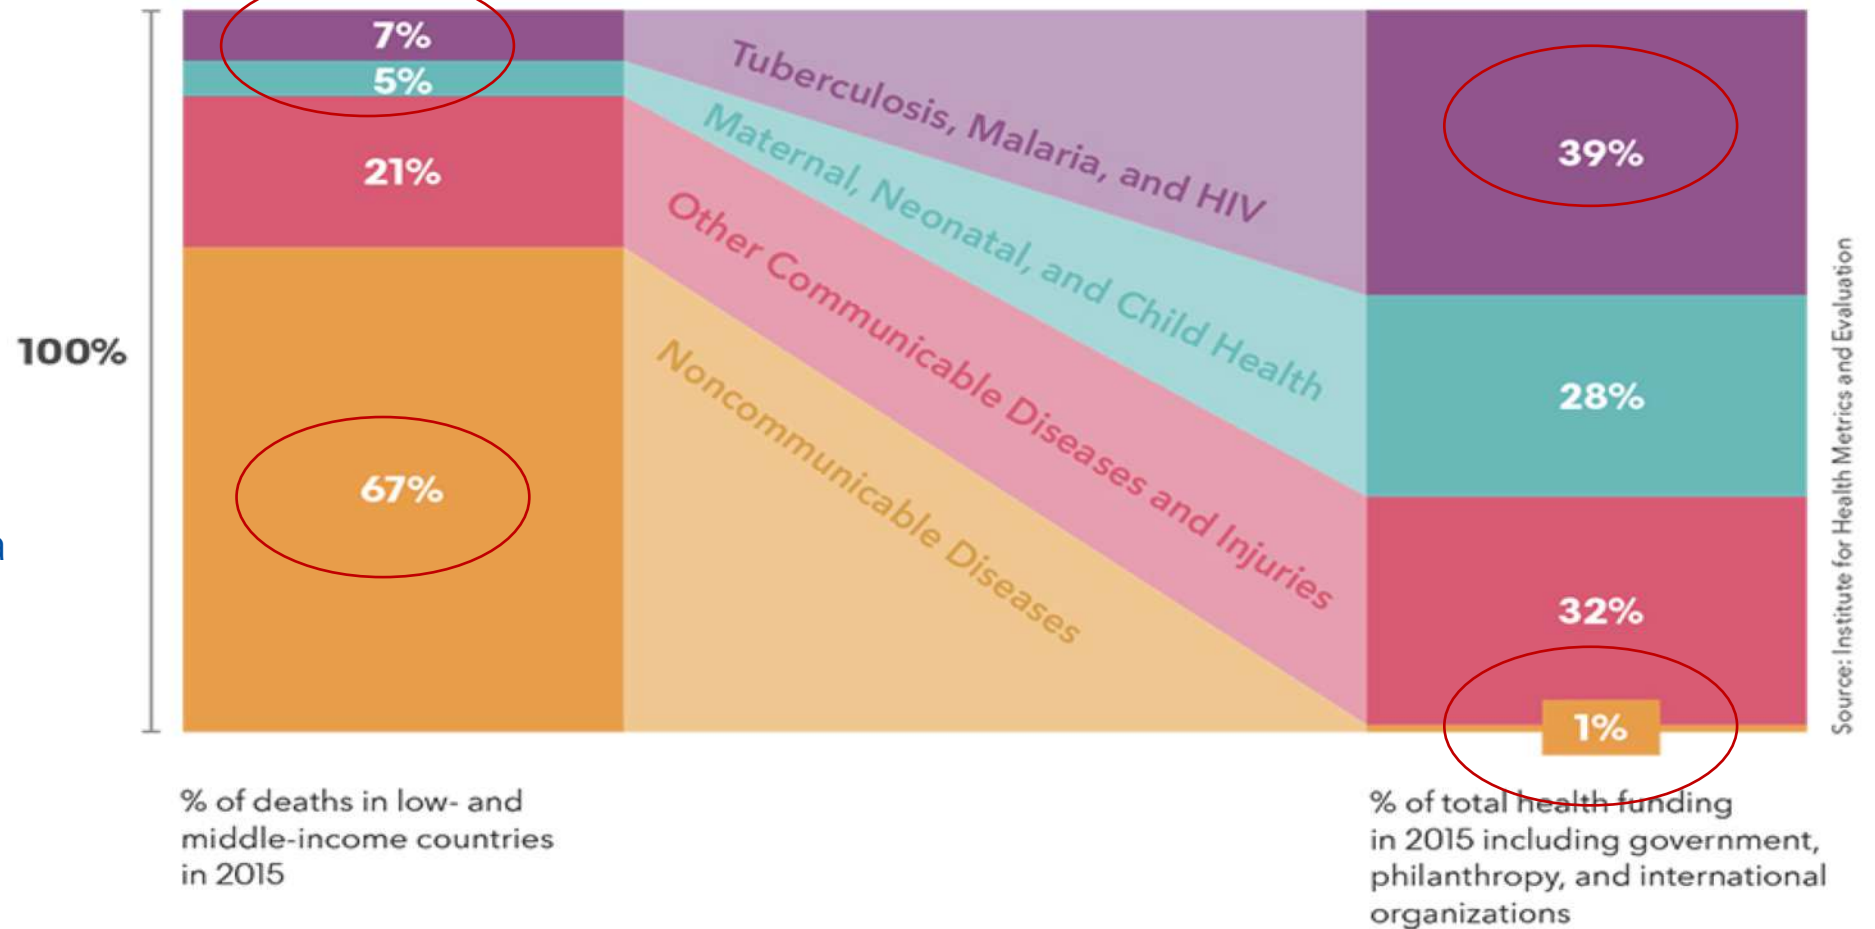 7%
5%
21%
67%
100%
Tuberculosis, Malaria, and HIV
Maternal, Neonatal, and Child Health
Other Communicable Diseases and Injuries
Noncommunicable Diseases
39%
28%
32%
1%
% of deaths in low- and
middle-income countries
in 2015
% of total health funding
in 2015 including government,
philanthropy, and international
organizations
Source: Institute for Health Metrics and Evaluation